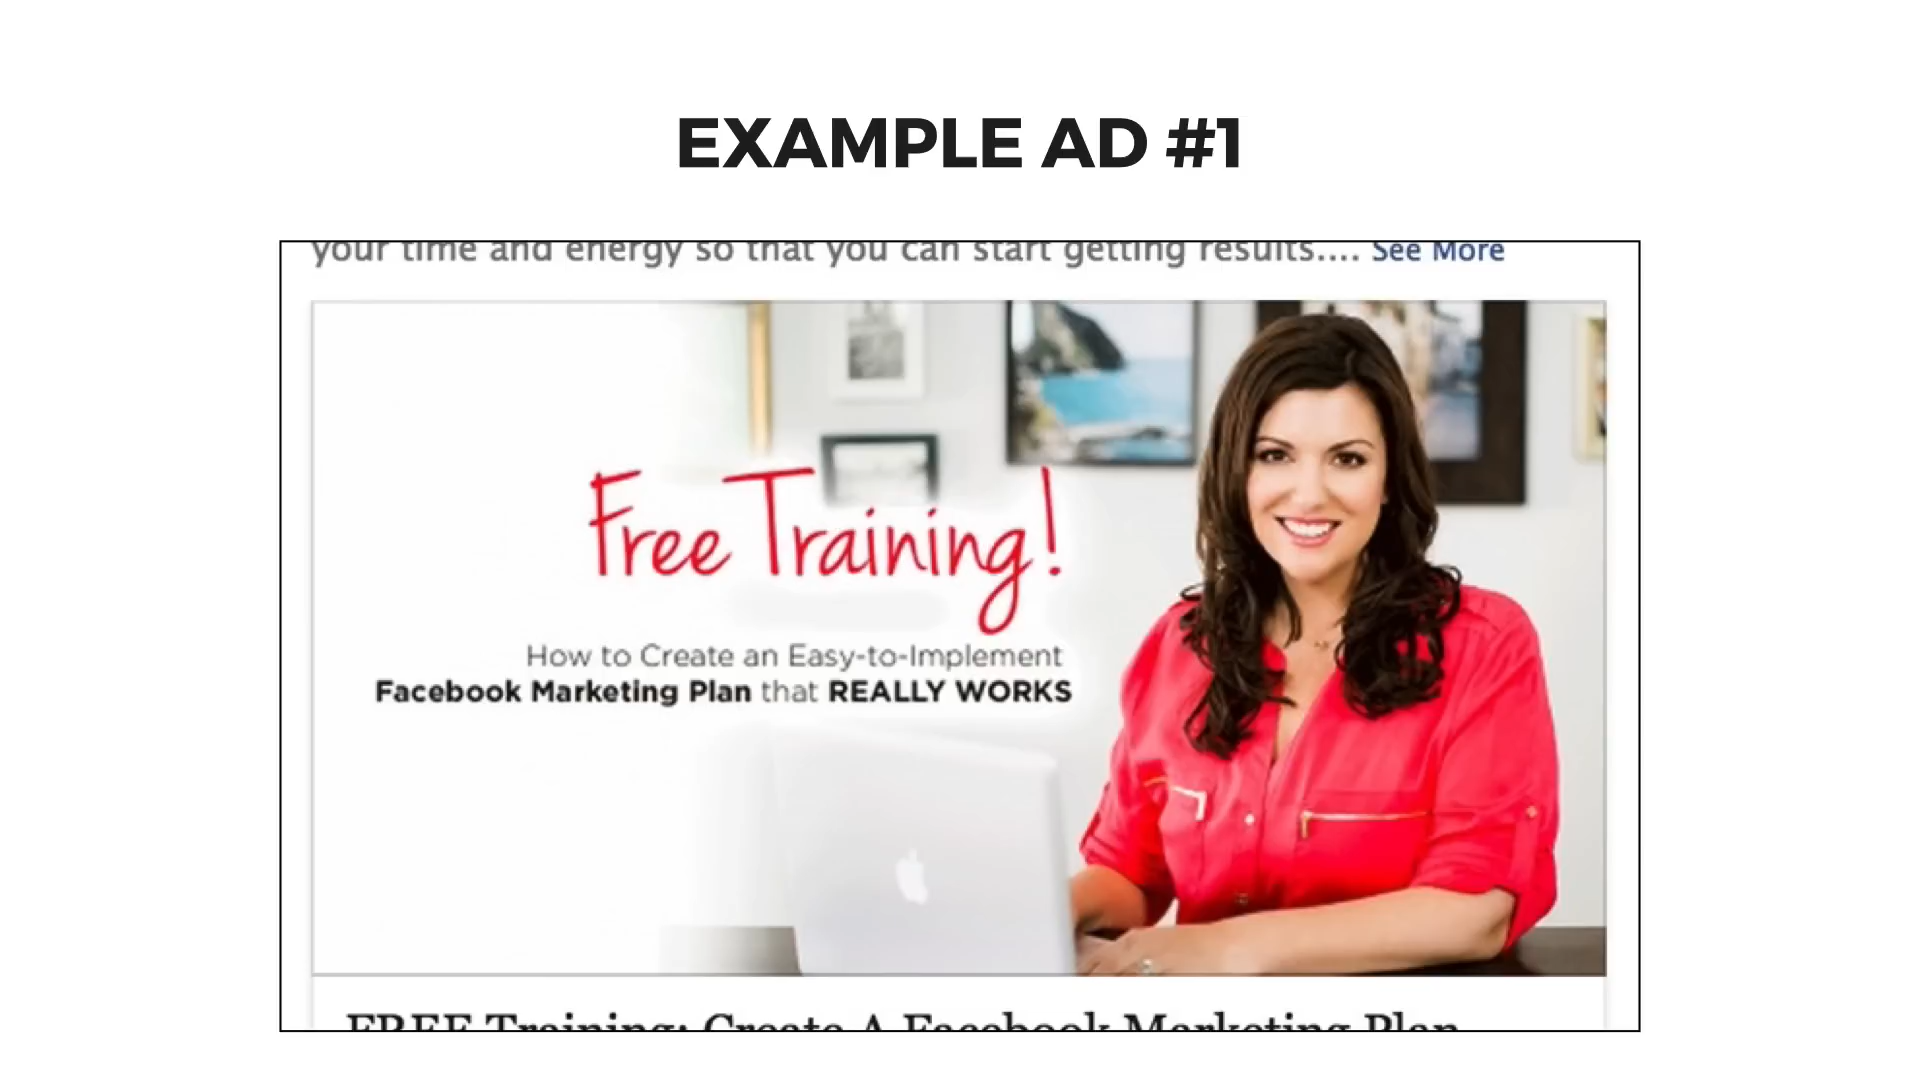 EXAMPLE AD #1
your time and energy so that you can start getting results.... See More
Free Training!
How to Create an Easy-to-Implement
Facebook Marketing Plan that REALLY WORKS
FREE Training: Create A Facebook Marketing Plan